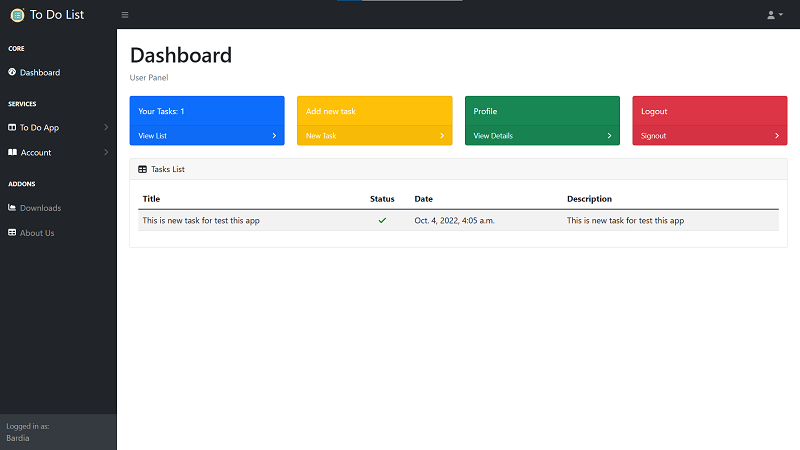 To Do List
CORE
Dashboard
SERVICES
To Do App
Account
ADDONS
Downloads
About Us
Logged in as:
Bardia
Dashboard
User Panel
Your Tasks: 1
View List
Add new task
New Task
Profile
View Details
Logout
Signout
Tasks List
Title Status Date Description
This is new task for test this app Oct. 4, 2022, 4:05 a.m. This is new task for test this app